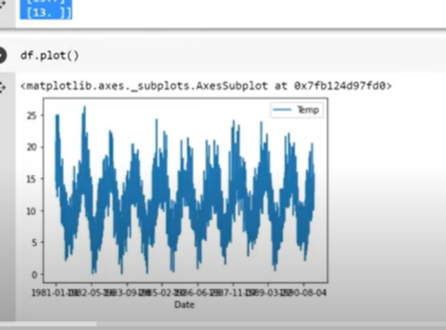 [13. ]]
df.plot()
<matplotlib.axes._subplots.AxesSubplot at 0x7fb124d97fd0>
Temp
25
20
15
10
5
0
Date